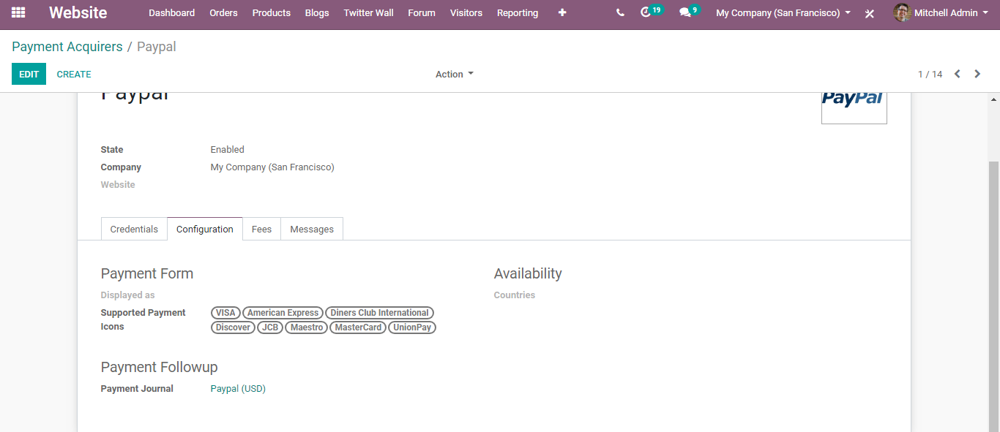 Website Dashboard Orders Products Blogs Twitter Wall Forum Visitors Reporting 19 9 My Company (San Francisco) Mitchell Admin
Payment Acquirers / Paypal
EDIT CREATE Action 1 / 14
Paypal PayPal
State Enabled
Company My Company (San Francisco)
Website
Credentials Configuration Fees Messages
Payment Form Availability
Displayed as Countries
Supported Payment VISA American Express Diners Club International
Icons Discover JCB Maestro MasterCard UnionPay
Payment Followup
Payment Journal Paypal (USD)